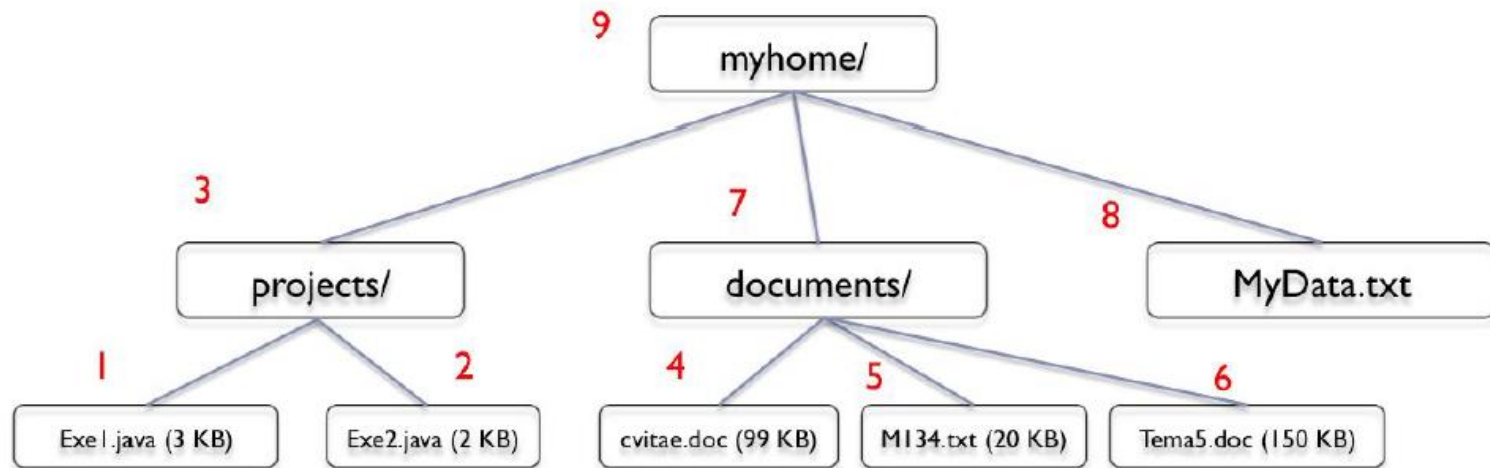 9
myhome/
3
7
8
projects/
documents/
MyData.txt
1
2
4
5
6
Exe1.java (3 KB)
Exe2.java (2 KB)
cvitae.doc (99 KB)
M134.txt (20 KB)
Tema5.doc (150 KB)